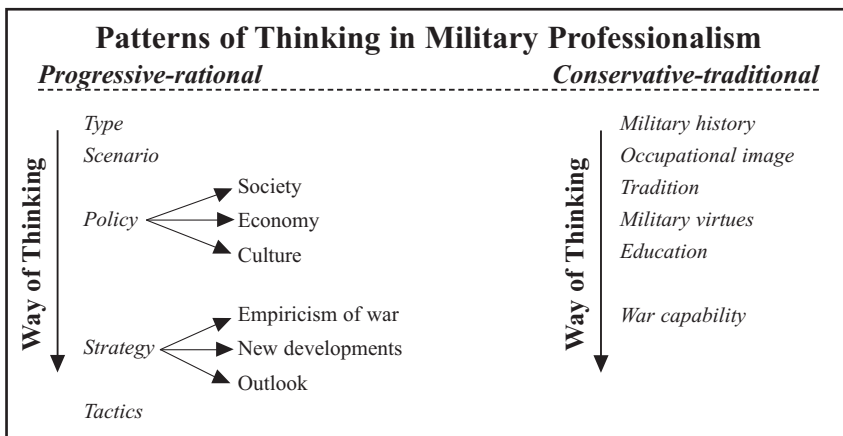 Patterns of Thinking in Military Professionalism
Progressive-rational
Conservative-traditional
Way of Thinking
Type
Scenario
Policy
Society
Economy
Culture
Strategy
Empiricism of war
New developments
Outlook
Tactics
Way of Thinking
Military history
Occupational image
Tradition
Military virtues
Education
War capability